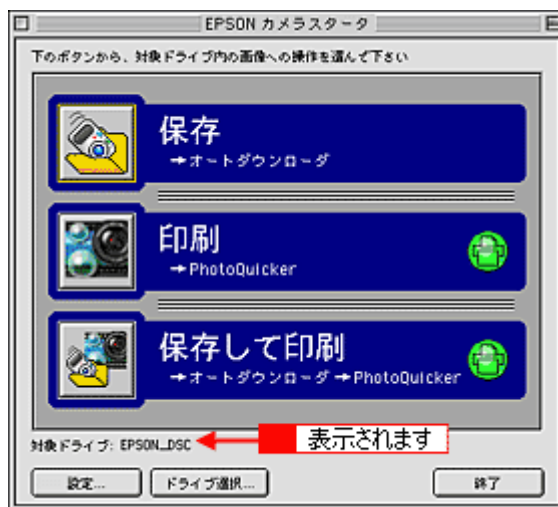 EPSON カメラスタータ
下のボタンから、対象ドライブ内の画像への操作を選んで下さい
保存
→オートダウンローダ
印刷
→PhotoQuicker
保存して印刷
→オートダウンローダ→PhotoQuicker
対象ドライブ: EPSON_DSC
表示されます
設定...
ドライブ選択...
終了